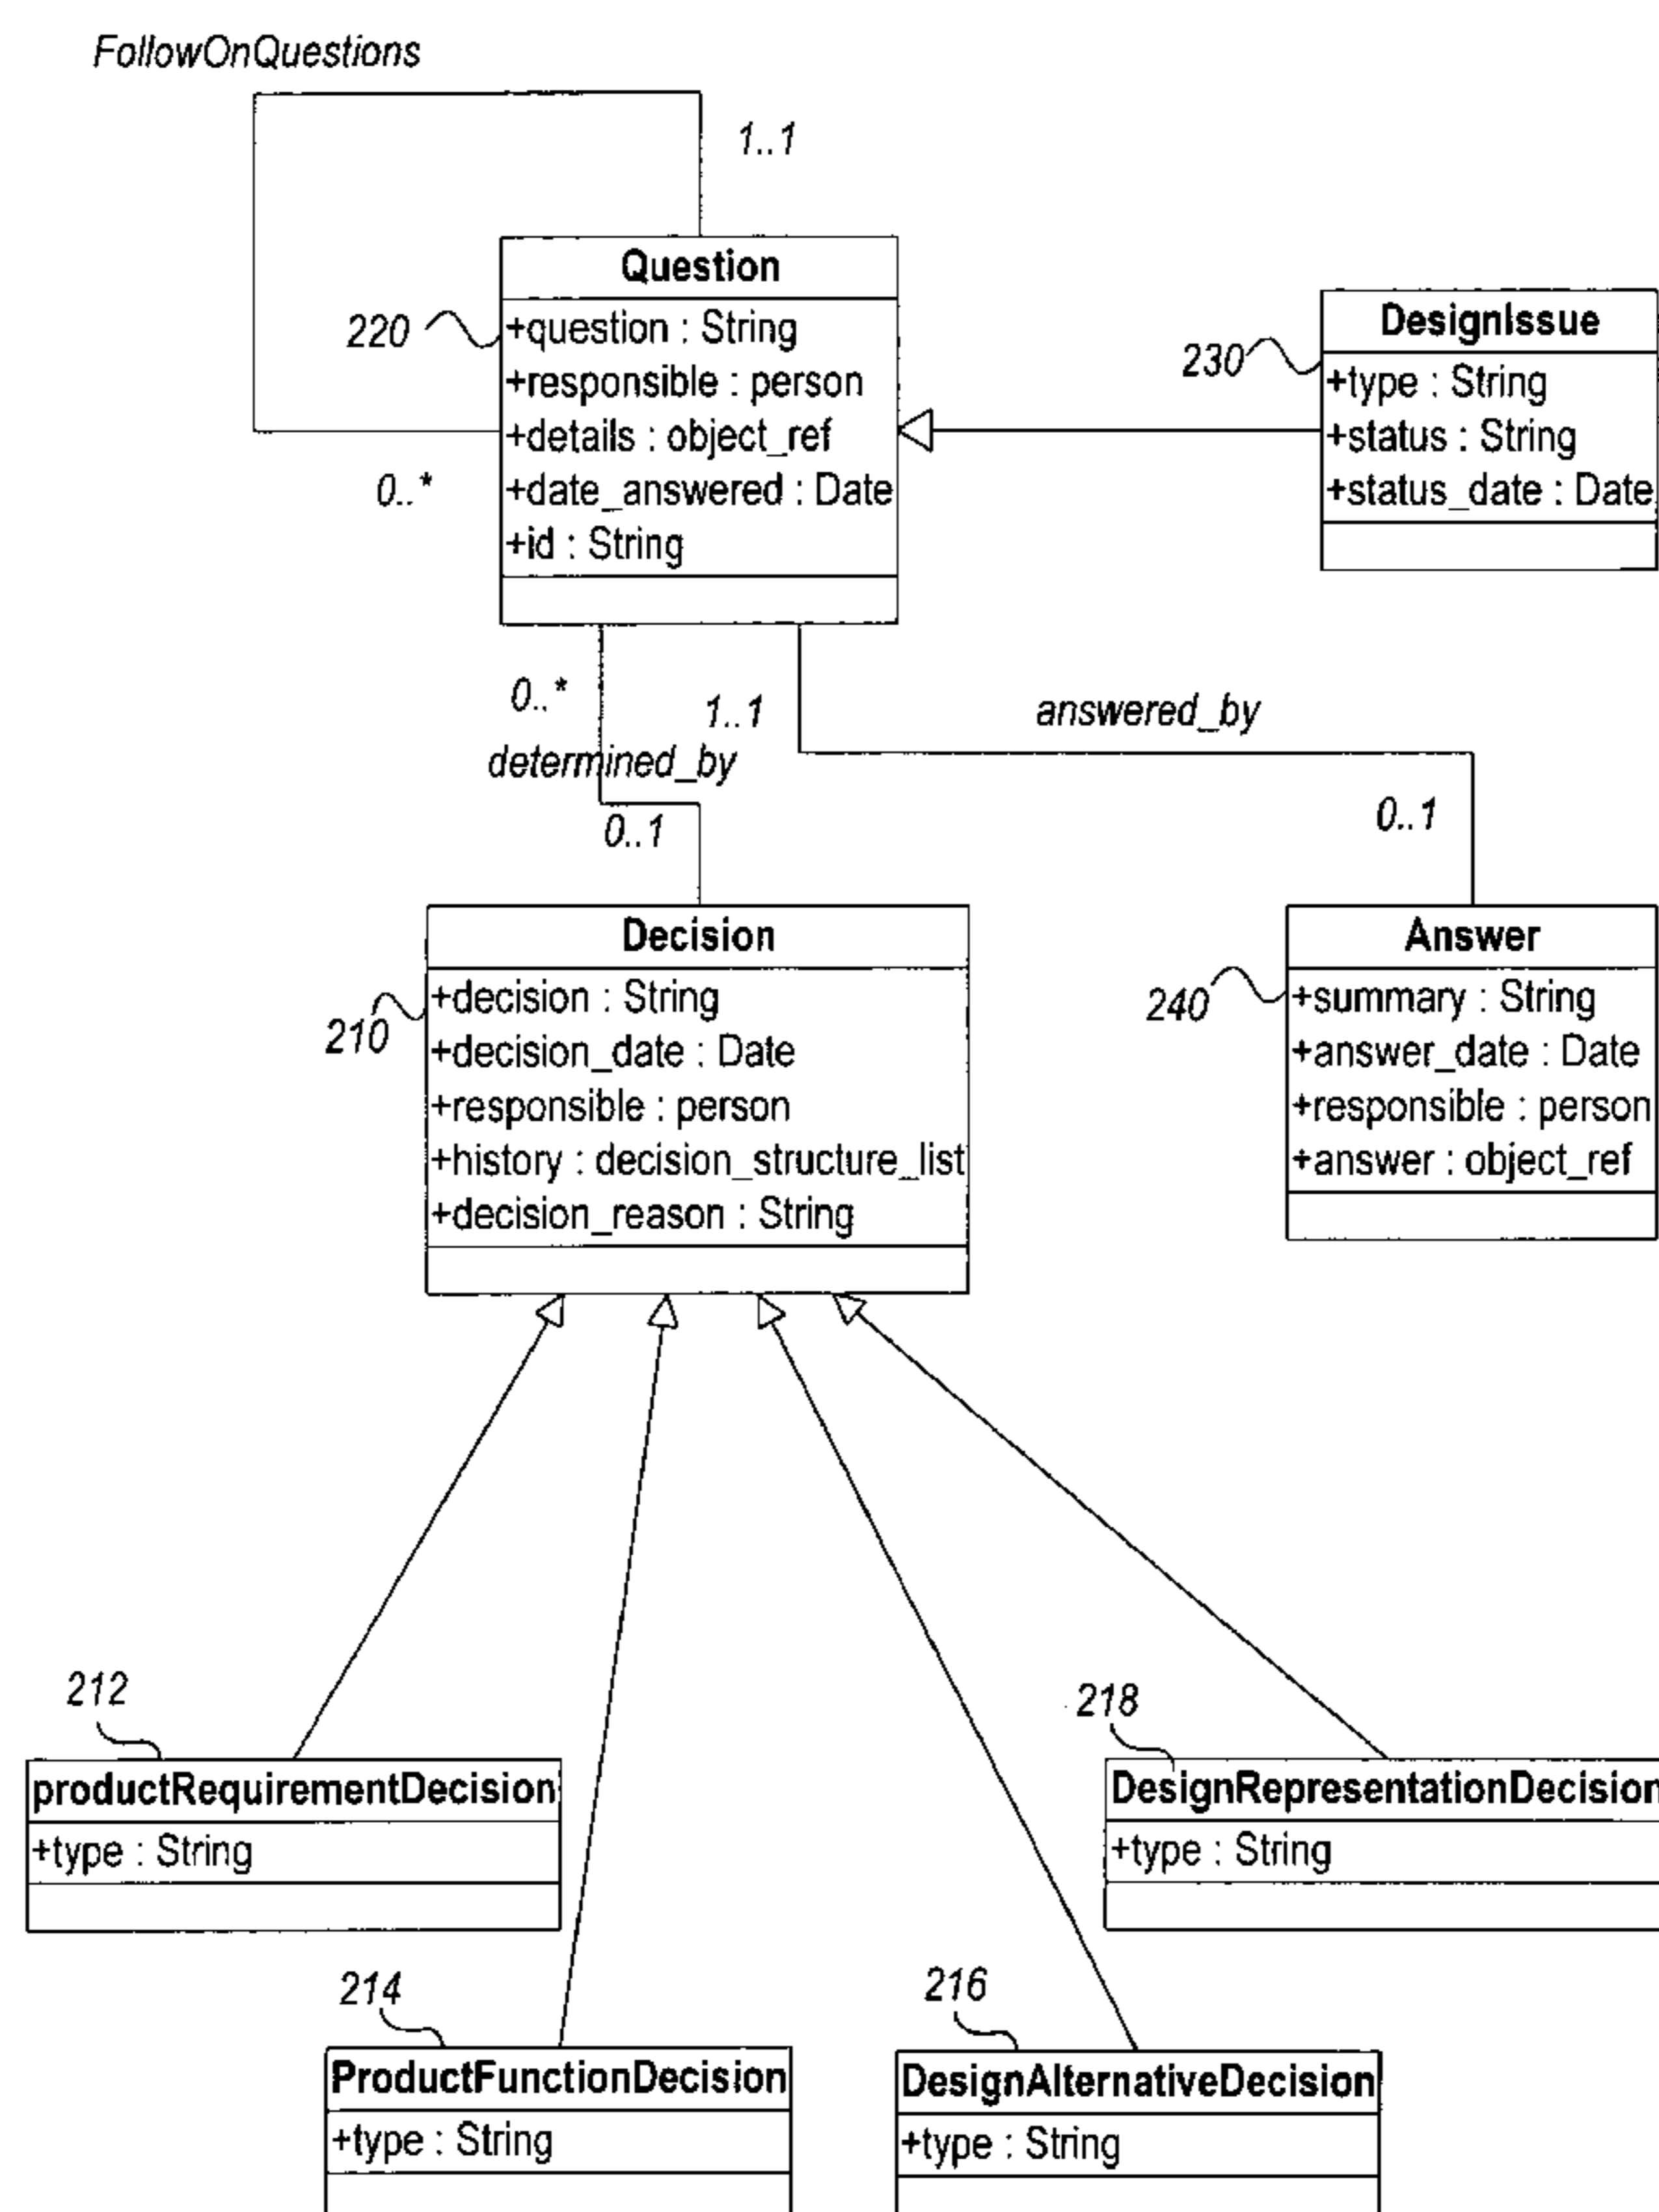 FollowOnQuestions
1..1
Question
220
+question : String
+responsible : person
+details : object_ref
+date_answered : Date
+id : String
0..*
DesignIssue
230
+type : String
+status : String
+status_date : Date
0..*
1..1
answered_by
determined_by
0..1
0..1
Decision
210
+decision : String
+decision_date : Date
+responsible : person
+history : decision_structure_list
+decision_reason : String
Answer
240
+summary : String
+answer_date : Date
+responsible : person
+answer : object_ref
212
productRequirementDecision
+type : String
218
DesignRepresentationDecision
+type : String
214
ProductFunctionDecision
+type : String
216
DesignAlternativeDecision
+type : String